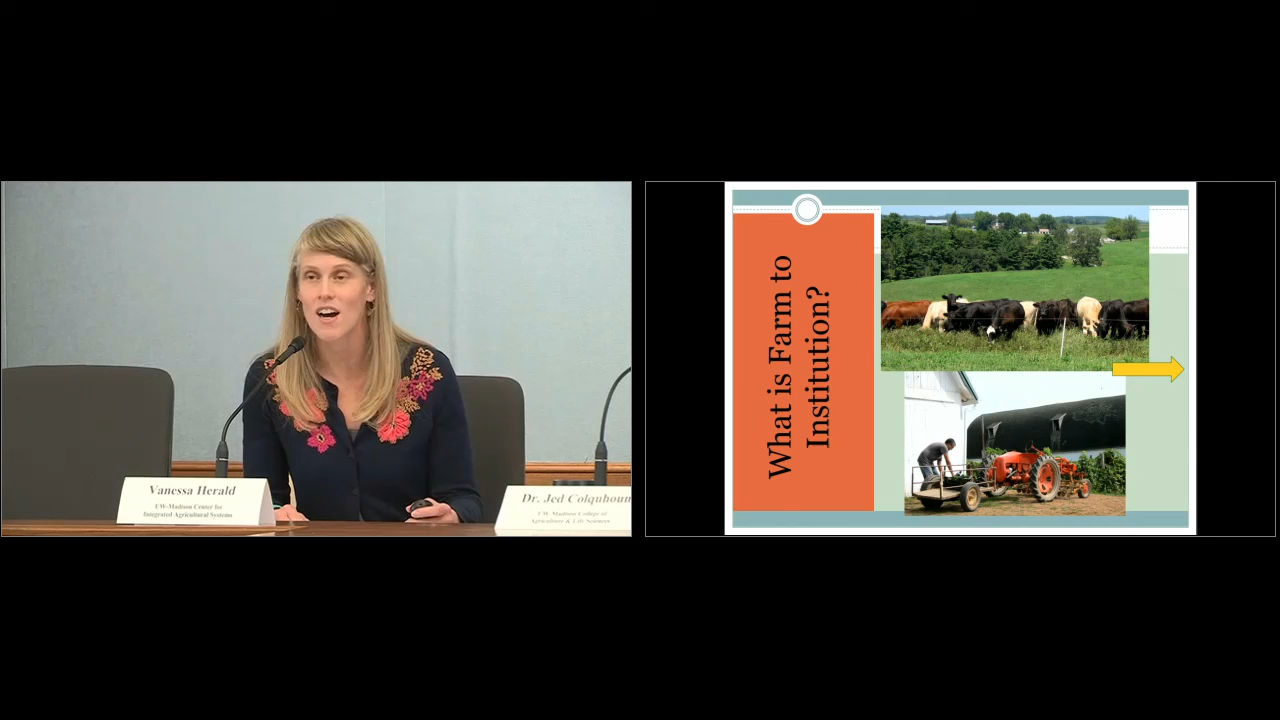 Vanessa Herald
UW-Madison Center for
Integrated Agricultural Systems
Dr. Jed Colquhoun
UW-Madison College of
Agriculture & Life Sciences
What is Farm to
Institution?